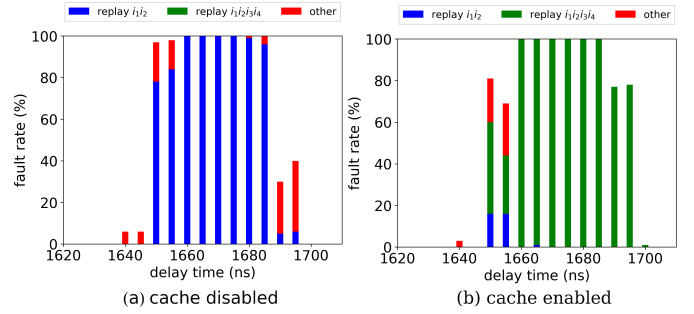 replay i₁i₂ replay i₁i₂i₃i₄ other
100
80
60
40
20
0
fault rate (%)
1620 1640 1660 1680 1700
delay time (ns)
(a) cache disabled
replay i₁i₂ replay i₁i₂i₃i₄ other
100
80
60
40
20
0
fault rate (%)
1620 1640 1660 1680 1700
delay time (ns)
(b) cache enabled